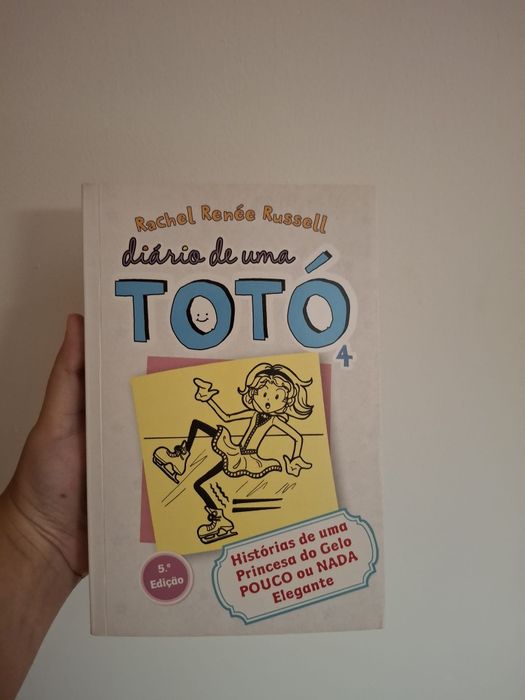 Rachel Renée Russell
diário de uma
TOTÓ
4
5.ª
Edição
Histórias de uma
Princesa do Gelo
POUCO ou NADA
Elegante